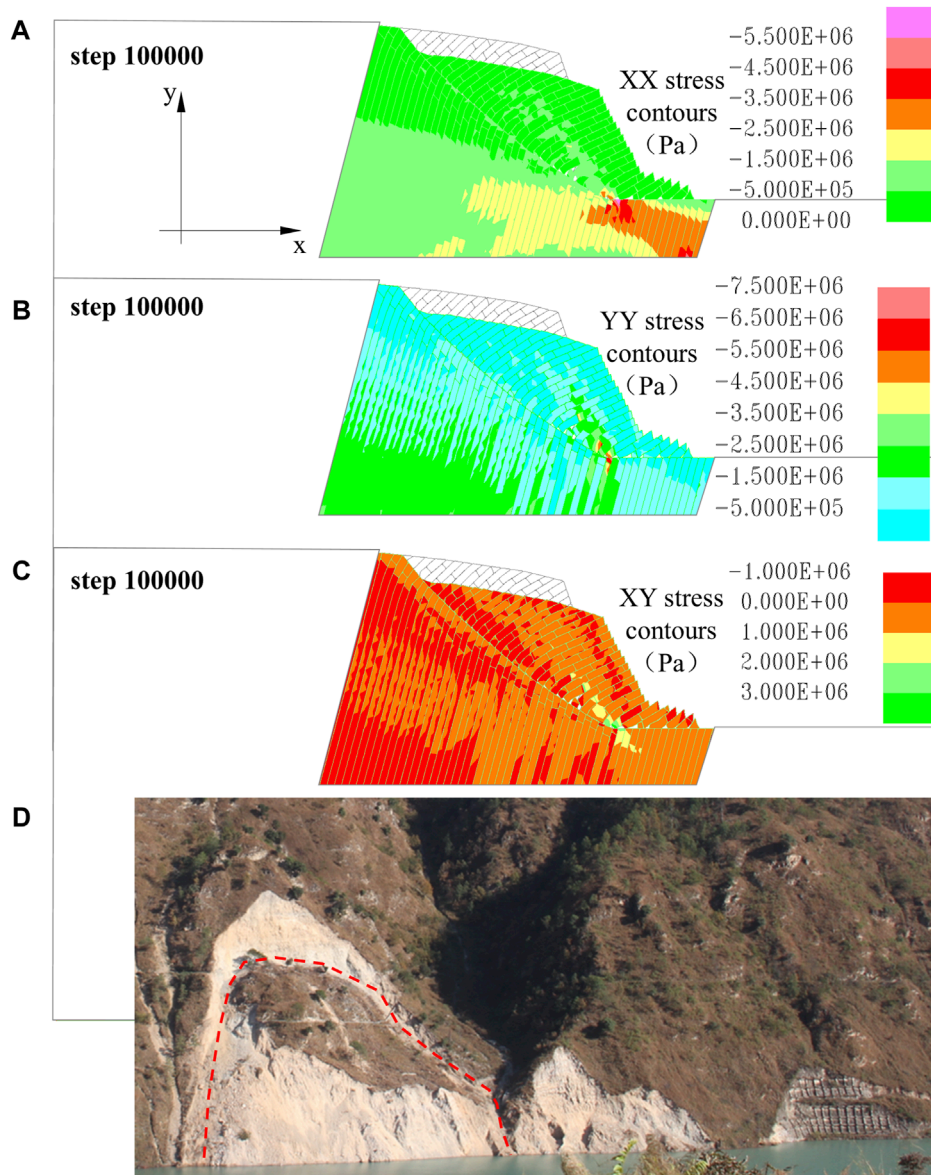 A
step 100000
y
x
XX stress
contours
（Pa）
-5.500E+06
-4.500E+06
-3.500E+06
-2.500E+06
-1.500E+06
-5.000E+05
0.000E+00
B
step 100000
YY stress
contours
（Pa）
-7.500E+06
-6.500E+06
-5.500E+06
-4.500E+06
-3.500E+06
-2.500E+06
-1.500E+06
-5.000E+05
C
step 100000
XY stress
contours
（Pa）
-1.000E+06
0.000E+00
1.000E+06
2.000E+06
3.000E+06
D